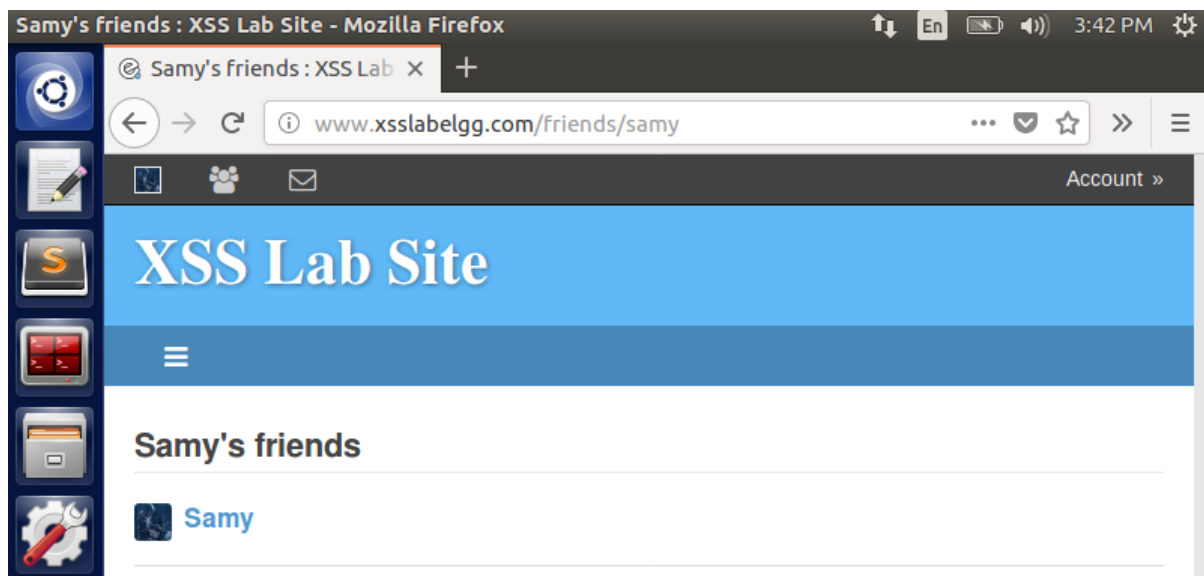 Samy's friends : XSS Lab Site - Mozilla Firefox
En
3:42 PM
Samy's friends : XSS Lab
www.xsslabelgg.com/friends/samy
Account »
XSS Lab Site
Samy's friends
Samy